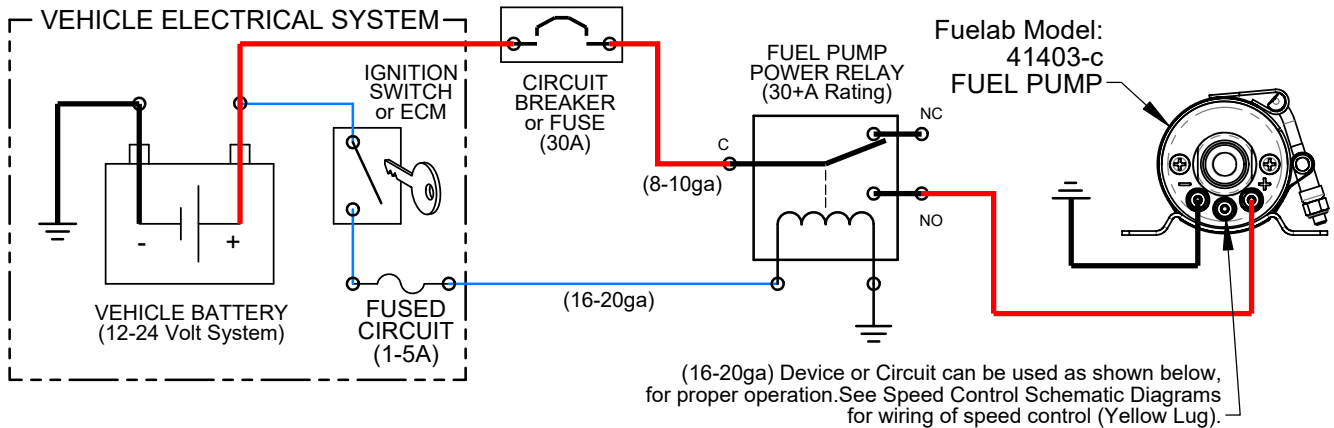 VEHICLE ELECTRICAL SYSTEM
IGNITION
SWITCH
or ECM
-
+
VEHICLE BATTERY
(12-24 Volt System)
FUSED
CIRCUIT
(1-5A)
CIRCUIT
BREAKER
or FUSE
(30A)
FUEL PUMP
POWER RELAY
(30+A Rating)
C
NC
NO
(8-10ga)
(16-20ga)
Fuelab Model:
41403-c
FUEL PUMP
-
+
(16-20ga) Device or Circuit can be used as shown below,
for proper operation.See Speed Control Schematic Diagrams
for wiring of speed control (Yellow Lug).